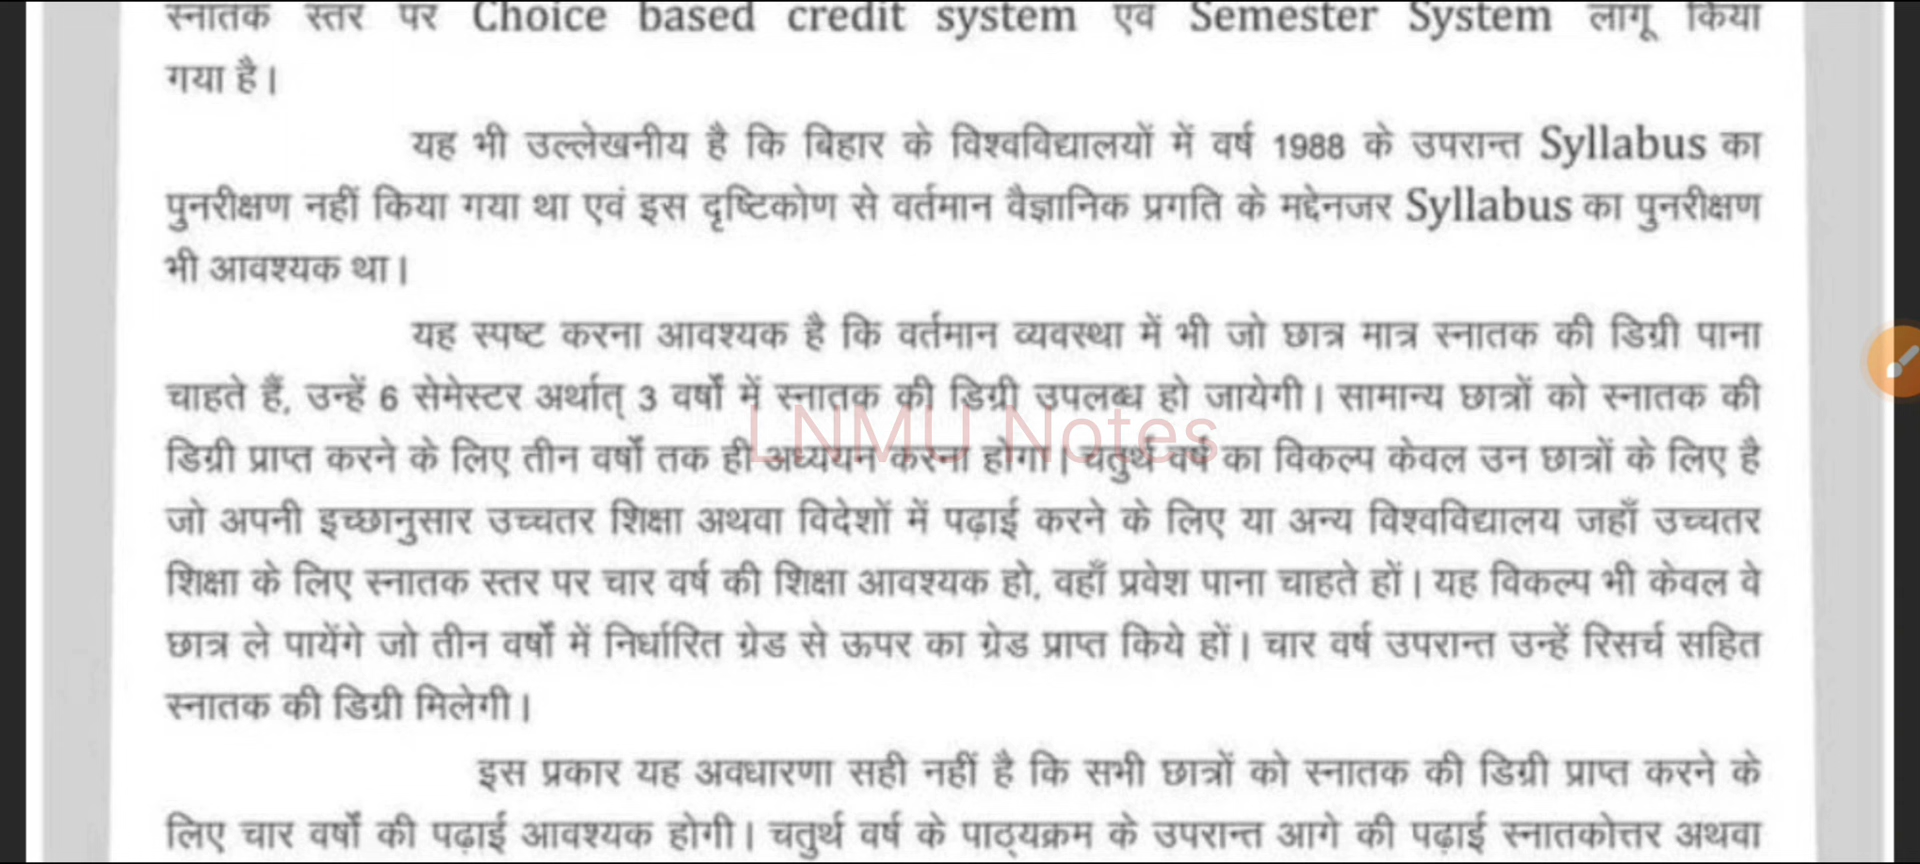 स्नातक स्तर पर Choice based credit system एवं Semester System लागू किया
गया है।
यह भी उल्लेखनीय है कि बिहार के विश्वविद्यालयों में वर्ष 1988 के उपरान्त Syllabus का
पुनरीक्षण नहीं किया गया था एवं इस दृष्टिकोण से वर्तमान वैज्ञानिक प्रगति के मद्देनजर Syllabus का पुनरीक्षण
भी आवश्यक था।
यह स्पष्ट करना आवश्यक है कि वर्तमान व्यवस्था में भी जो छात्र मात्र स्नातक की डिग्री पाना
चाहते हैं, उन्हें 6 सेमेस्टर अर्थात् 3 वर्षों में स्नातक की डिग्री उपलब्ध हो जायेगी। सामान्य छात्रों को स्नातक की
LNMU Notes
डिग्री प्राप्त करने के लिए तीन वर्षों तक ही अध्ययन करना होगा। चतुर्थ वर्ष का विकल्प केवल उन छात्रों के लिए है
जो अपनी इच्छानुसार उच्चतर शिक्षा अथवा विदेशों में पढ़ाई करने के लिए या अन्य विश्वविद्यालय जहाँ उच्चतर
शिक्षा के लिए स्नातक स्तर पर चार वर्ष की शिक्षा आवश्यक हो, वहाँ प्रवेश पाना चाहते हों। यह विकल्प भी केवल वे
छात्र ले पायेंगे जो तीन वर्षों में निर्धारित ग्रेड से ऊपर का ग्रेड प्राप्त किये हों। चार वर्ष उपरान्त उन्हें रिसर्च सहित
स्नातक की डिग्री मिलेगी।
इस प्रकार यह अवधारणा सही नहीं है कि सभी छात्रों को स्नातक की डिग्री प्राप्त करने के
लिए चार वर्षों की पढ़ाई आवश्यक होगी। चतुर्थ वर्ष के पाठ्यक्रम के उपरान्त आगे की पढ़ाई स्नातकोत्तर अथवा